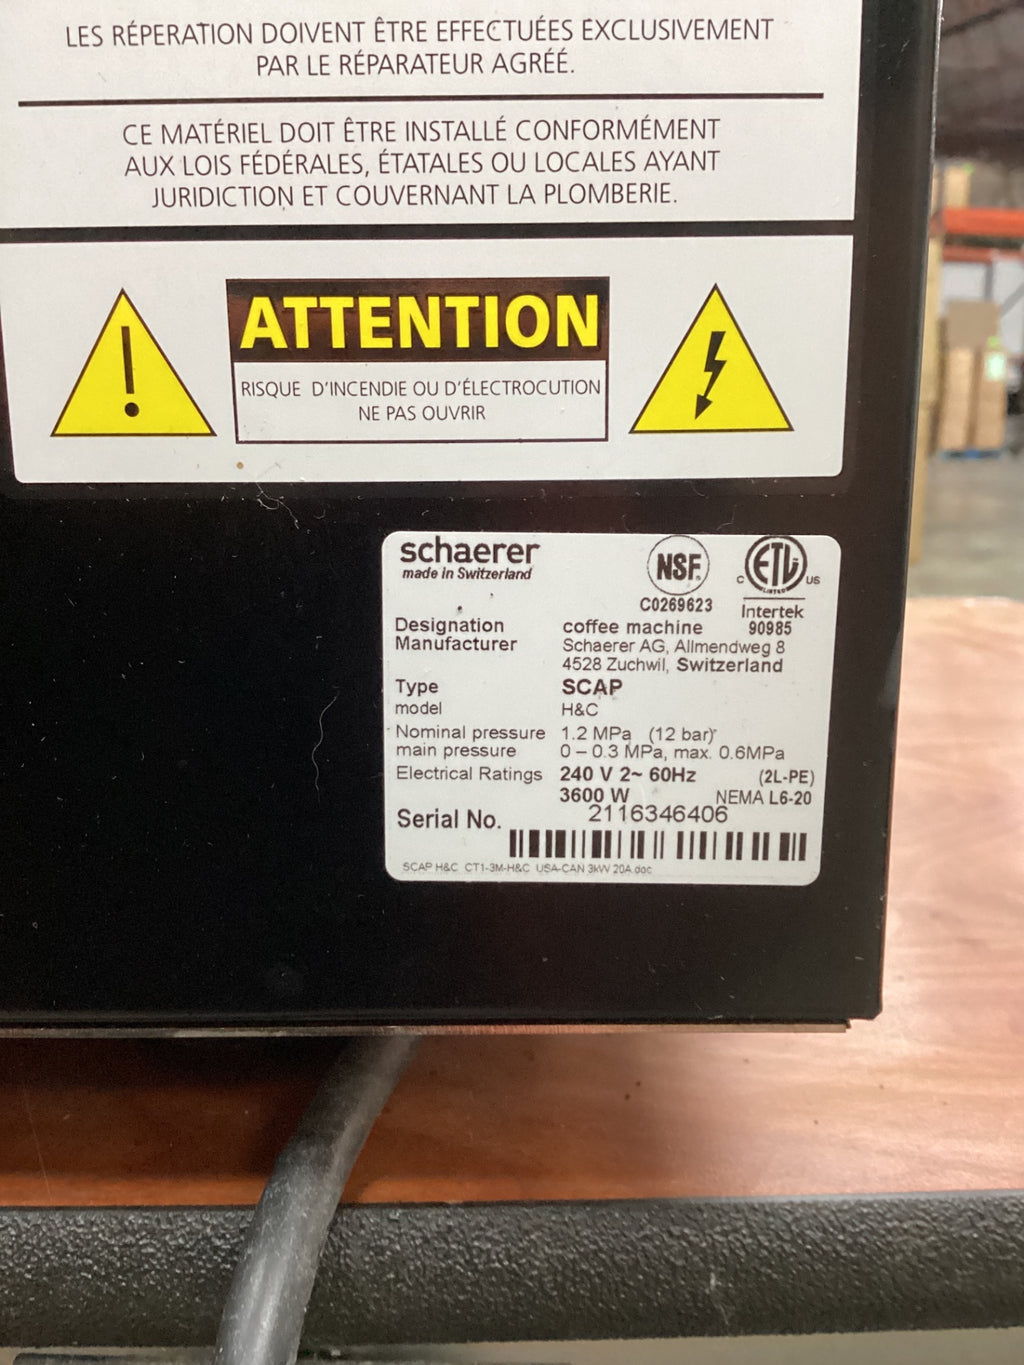 LES RÉPERATION DOIVENT ÊTRE EFFECTUÉES EXCLUSIVEMENT
PAR LE RÉPARATEUR AGRÉÉ.
CE MATÉRIEL DOIT ÊTRE INSTALLÉ CONFORMÉMENT
AUX LOIS FÉDÉRALES, ÉTATALES OU LOCALES AYANT
JURIDICTION ET COUVERNANT LA PLOMBERIE.
ATTENTION
RISQUE D'INCENDIE OU D'ÉLECTROCUTION
NE PAS OUVRIR
schaerer
made in Switzerland
NSF.
C0269623
C ETL US
LISTED
Intertek
90985
Designation coffee machine
Manufacturer Schaerer AG, Allmendweg 8
4528 Zuchwil, Switzerland
Type SCAP
model H&C
Nominal pressure 1.2 MPa (12 bar)
main pressure 0 – 0.3 MPa, max. 0.6MPa
Electrical Ratings 240 V 2~ 60Hz (2L-PE)
3600 W NEMA L6-20
Serial No. 2116346406
SCAP H&C CT1-3M-H&C USA-CAN 3kW 20A.doc